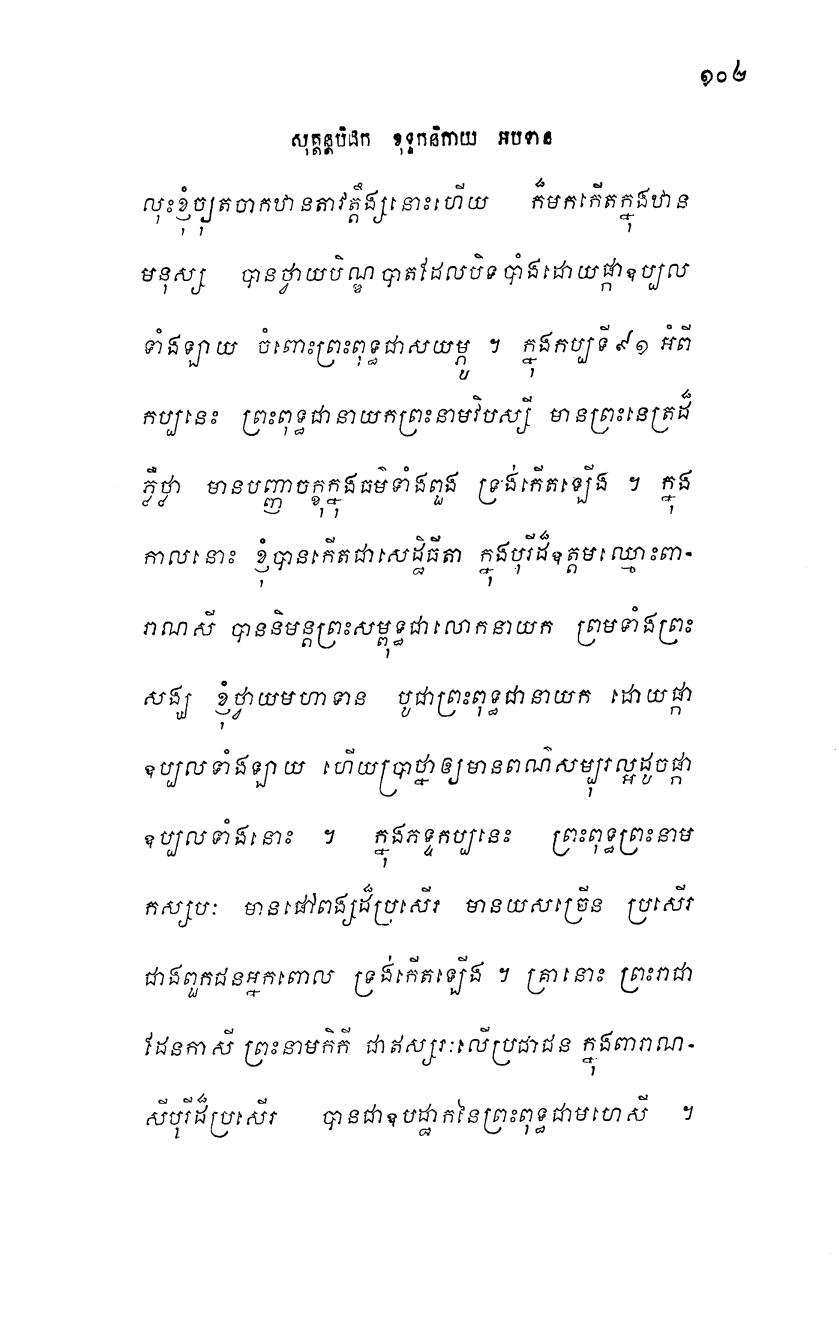 ១០៤
សុត្តន្តបិដក ខុទ្ទកនិកាយ អបទាន
លុះខ្ញុំច្យុតចាកឋានតាវត្តឹង្សនោះហើយ ក៏មកកើតក្នុងឋាន
មនុស្ស បានថ្វាយបិណ្ឌបាតដែលបិទបាំងដោយផ្កាឧប្បល
ទាំងឡាយ ចំពោះព្រះពុទ្ធជាសយម្ភូ ។ ក្នុងកប្បទី ៩១ អំពី
កប្បនេះ ព្រះពុទ្ធជានាយកព្រះនាមវិបស្សី មានព្រះនេត្រដ៏
ភ្លឺថ្លា មានបញ្ញាចក្ខុក្នុងធម៌ទាំងពួង ទ្រង់កើតឡើង ។ ក្នុង
កាលនោះ ខ្ញុំបានកើតជាសេដ្ឋិធីតា ក្នុងបុរីដ៏ឧត្តមឈ្មោះពា-
រាណសី បាននិមន្តព្រះសម្ពុទ្ធជាលោកនាយក ព្រមទាំងព្រះ
សង្ឃ ខ្ញុំថ្វាយមហាទាន បូជាព្រះពុទ្ធជានាយក ដោយផ្កា
ឧប្បលទាំងឡាយ ហើយប្រាថ្នាឲ្យមានពណ៌សម្បុរល្អដូចផ្កា
ឧប្បលទាំងនោះ ។ ក្នុងភទ្ទកប្បនេះ ព្រះពុទ្ធព្រះនាម
កស្សបៈ មានផៅពង្សដ៏ប្រសើរ មានយសច្រើន ប្រសើរ
ជាងពួកជនអ្នកពោល ទ្រង់កើតឡើង ។ គ្រានោះ ព្រះរាជា
ដែនកាសី ព្រះនាមកិកី ជាឥស្សរៈលើប្រជាជន ក្នុងពារាណ-
សីបុរីដ៏ប្រសើរ បានជាឧបដ្ឋាកនៃព្រះពុទ្ធជាមហេសី ។